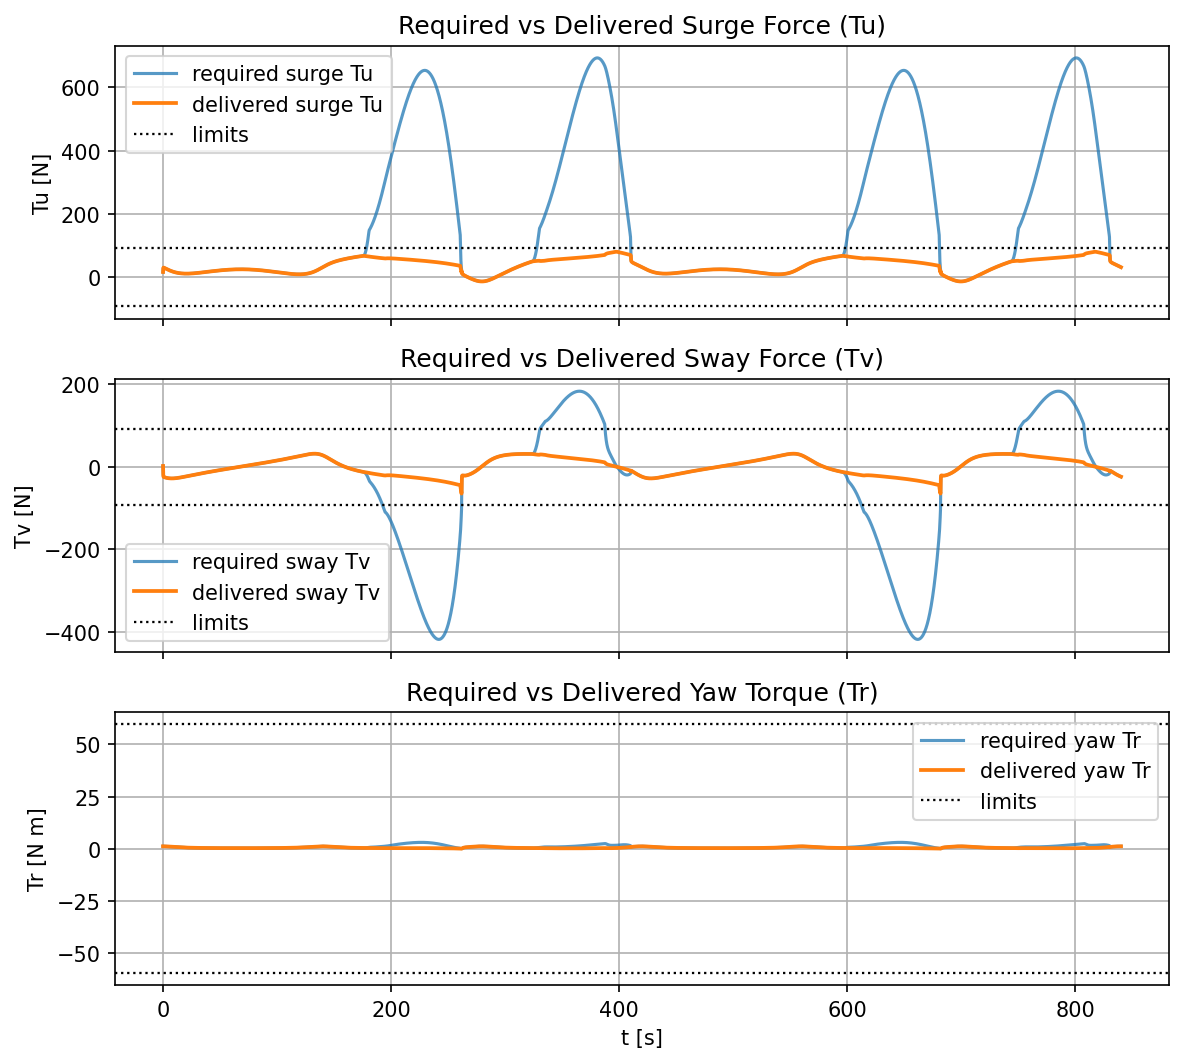 Required vs Delivered Surge Force (Tu)
required surge Tu
delivered surge Tu
limits
Tu [N]
600
400
200
0
Required vs Delivered Sway Force (Tv)
200
0
−200
−400
Tv [N]
required sway Tv
delivered sway Tv
limits
Required vs Delivered Yaw Torque (Tr)
50
25
0
−25
−50
Tr [N m]
required yaw Tr
delivered yaw Tr
limits
0 200 400 600 800
t [s]